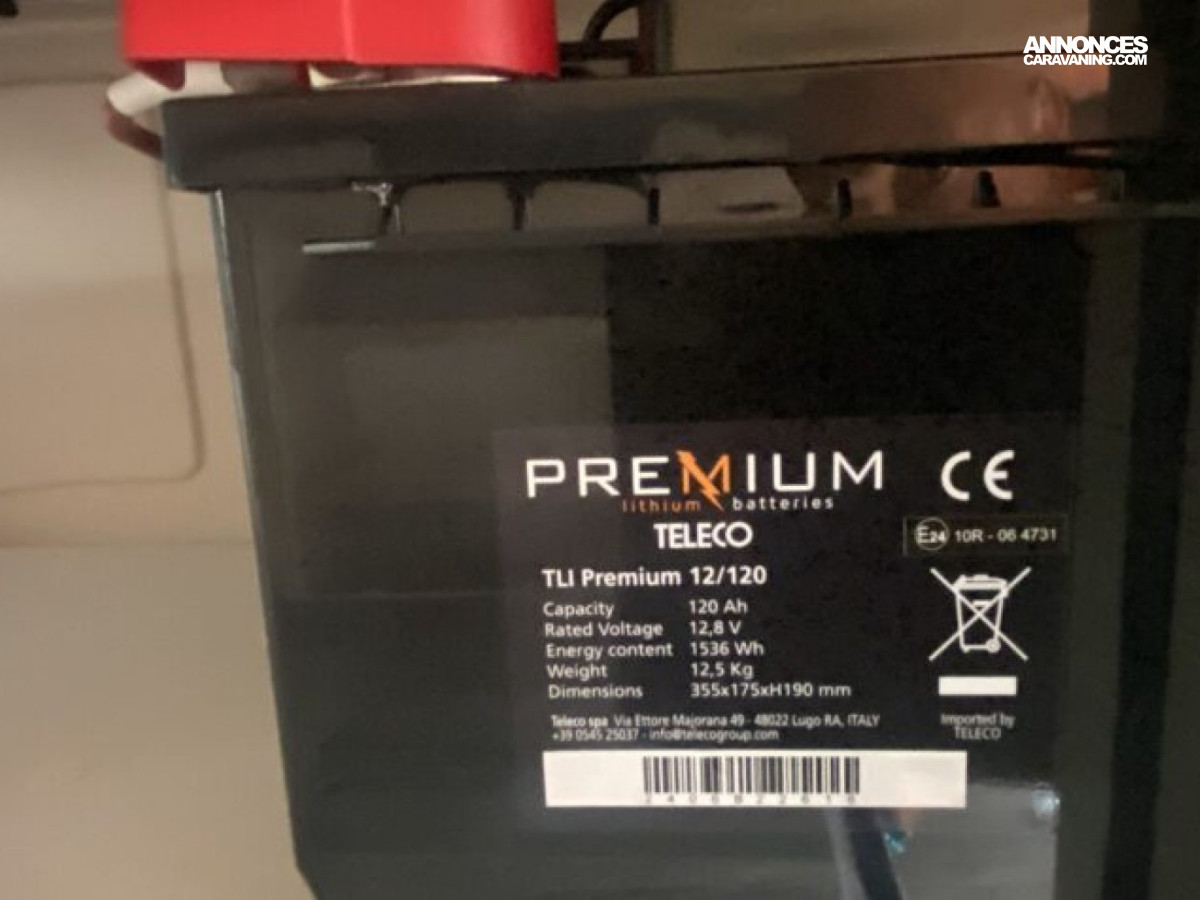 ANNONCES
CARAVANING.COM
PREMIUM
lithium batteries
TELECO
CE
E24 10R - 06 4731
TLI Premium 12/120
Capacity 120 Ah
Rated Voltage 12,8 V
Energy content 1536 Wh
Weight 12,5 Kg
Dimensions 355x175xH190 mm
Teleco spa Via Ettore Majorana 49 - 48022 Lugo RA, ITALY
+39 0545 25037 - info@telecogroup.com
Imported by
TELECO